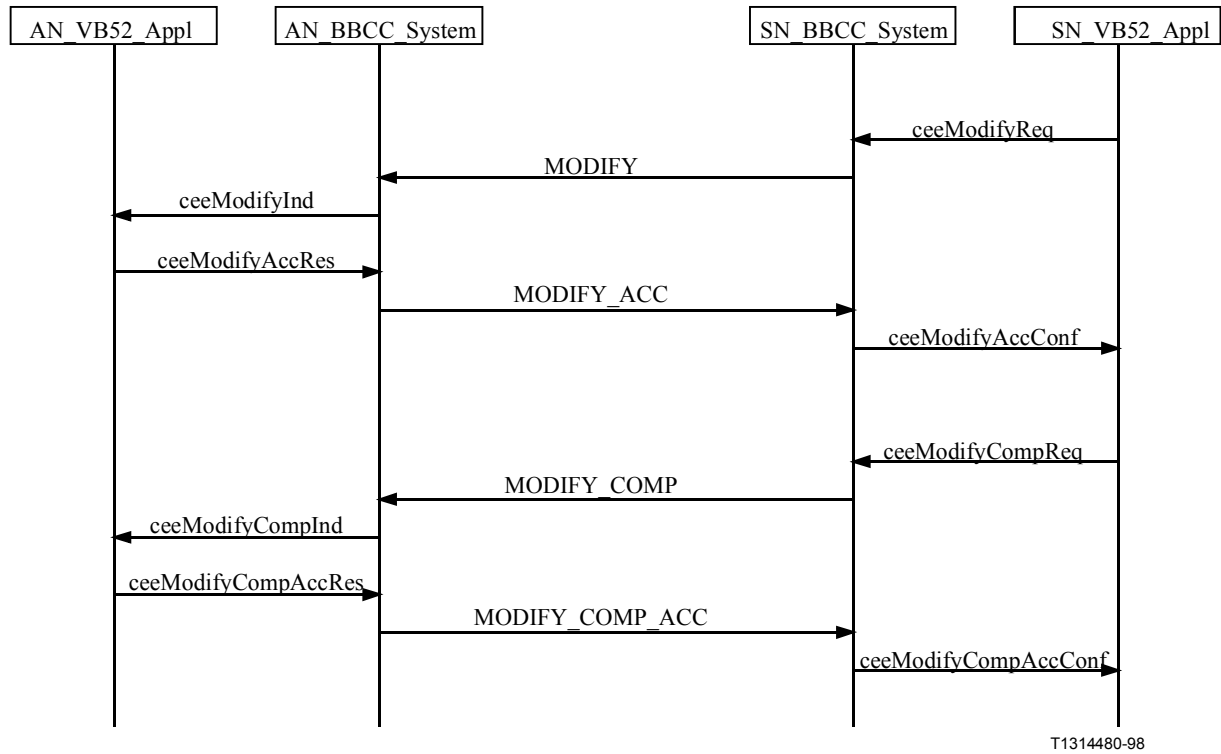 AN_VB52_Appl
AN_BBCC_System
SN_BBCC_System
SN_VB52_Appl
ceeModifyReq
MODIFY
ceeModifyInd
ceeModifyAccRes
MODIFY_ACC
ceeModifyAccConf
ceeModifyCompReq
MODIFY_COMP
ceeModifyCompInd
ceeModifyCompAccRes
MODIFY_COMP_ACC
ceeModifyCompAccConf
T1314480-98